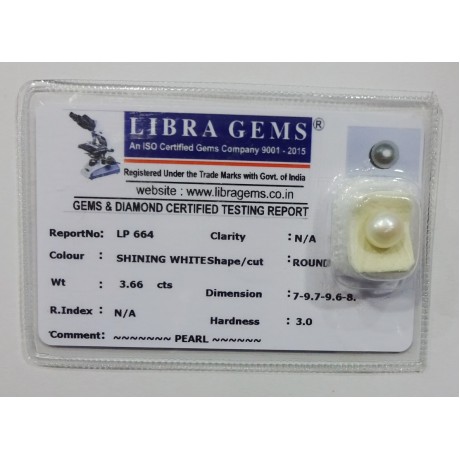 LIBRA GEMS®
An ISO Certified Gems Company 9001 - 2015
Registered Under the Trade Marks with Govt. of India
website : www.libragems.co.in
GEMS & DIAMOND CERTIFIED TESTING REPORT
ReportNo: LP 664 Clarity : N/A
Colour : SHINING WHITE Shape/cut : ROUND
Wt : 3.66 cts Dimension : 7-9.7-9.6-8.
R.Index : N/A Hardness : 3.0
Comment: ~~~~~~~ PEARL ~~~~~~